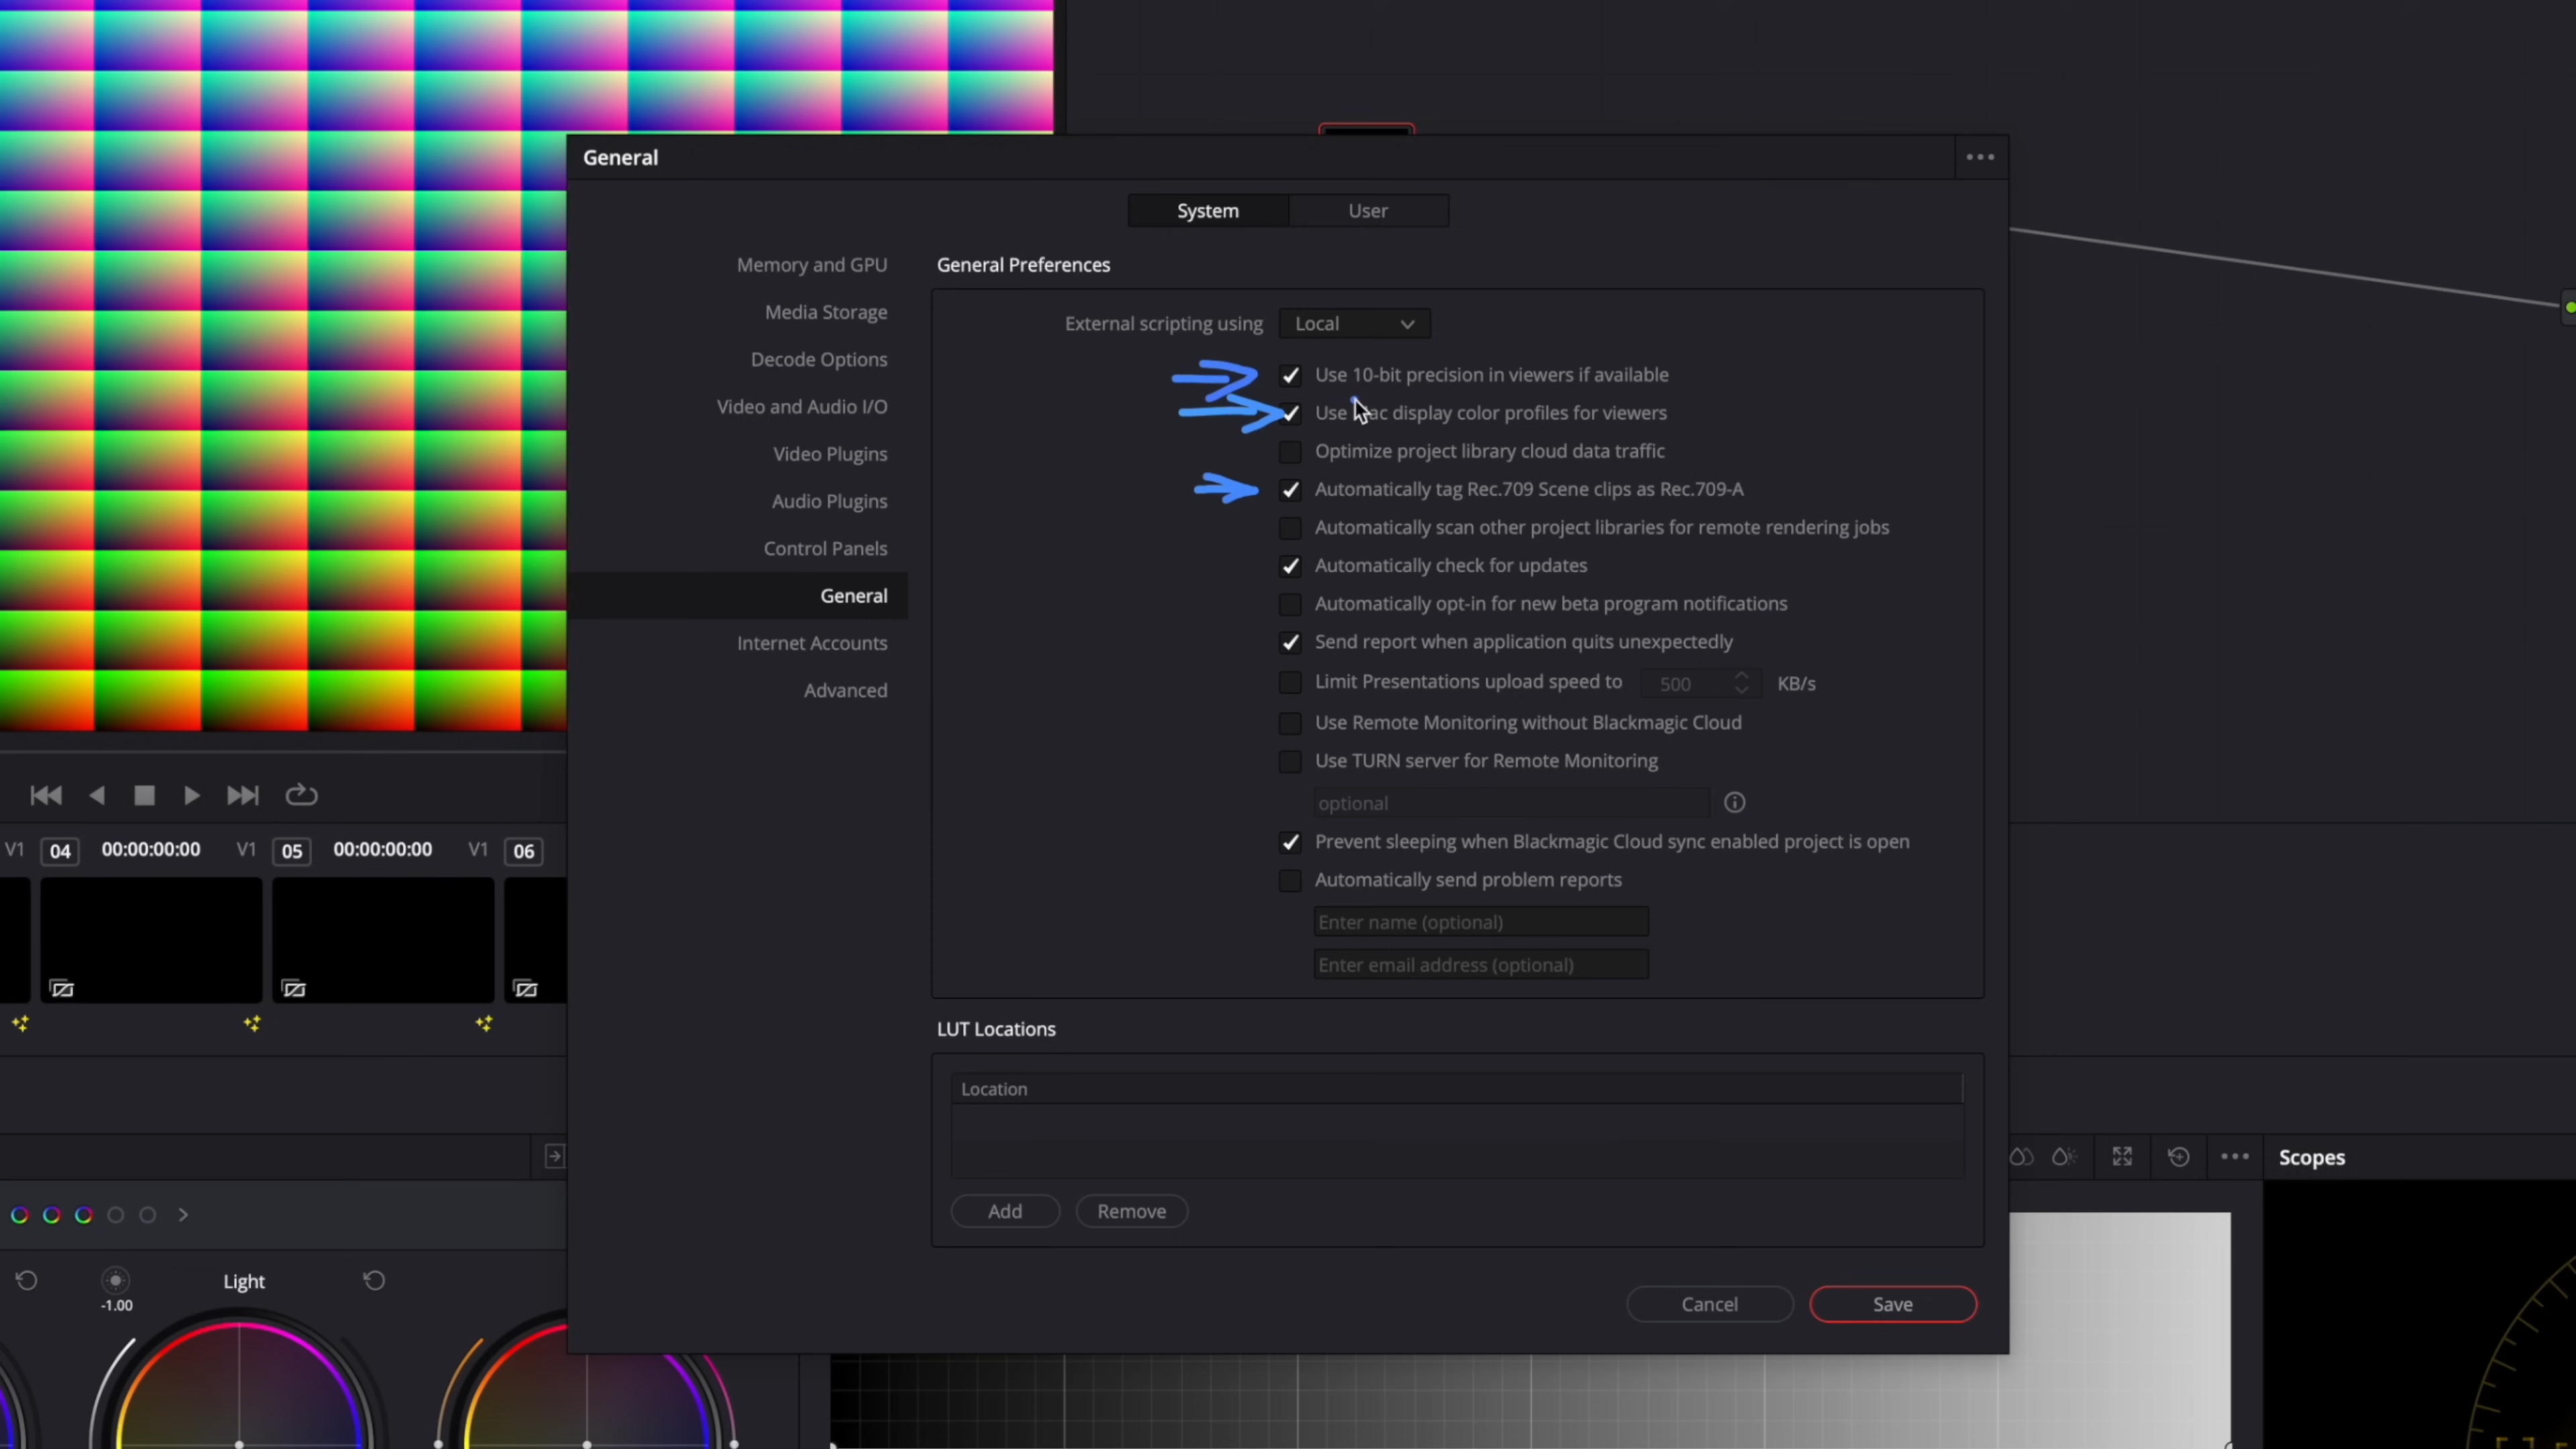 General
System
User
Memory and GPU
Media Storage
Decode Options
Video and Audio I/O
Video Plugins
Audio Plugins
Control Panels
General
Internet Accounts
Advanced
General Preferences
External scripting using Local
Use 10-bit precision in viewers if available
Use Mac display color profiles for viewers
Optimize project library cloud data traffic
Automatically tag Rec.709 Scene clips as Rec.709-A
Automatically scan other project libraries for remote rendering jobs
Automatically check for updates
Automatically opt-in for new beta program notifications
Send report when application quits unexpectedly
Limit Presentations upload speed to 500 KB/s
Use Remote Monitoring without Blackmagic Cloud
Use TURN server for Remote Monitoring
optional
Prevent sleeping when Blackmagic Cloud sync enabled project is open
Automatically send problem reports
Enter name (optional)
Enter email address (optional)
LUT Locations
Location
Add
Remove
Cancel
Save
V1 04 00:00:00:00 V1 05 00:00:00:00 V1 06
Scopes
Light
-1.00